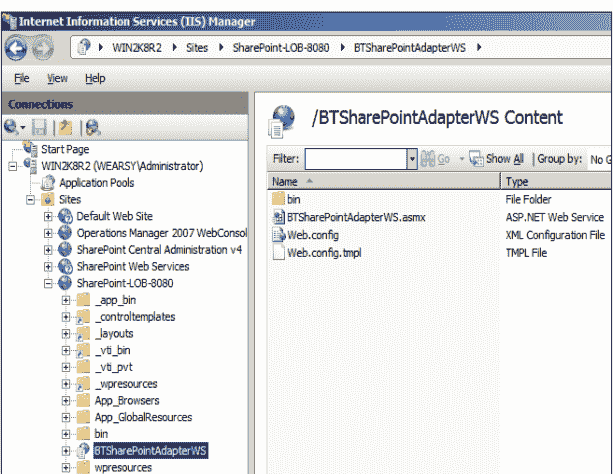 Internet Information Services (IIS) Manager
WIN2K8R2 Sites SharePoint-LOB-8080 BTSharePointAdapterWS
File View Help
Connections
Start Page
WIN2K8R2 (WEARSY\Administrator)
Application Pools
Sites
Default Web Site
Operations Manager 2007 WebConsol
SharePoint Central Administration v4
SharePoint Web Services
SharePoint-LOB-8080
_app_bin
_controltemplates
_layouts
_vti_bin
_vti_pvt
_wpresources
App_Browsers
App_GlobalResources
bin
BTSharePointAdapterWS
wpresources
/BTSharePointAdapterWS Content
Filter: Go Show All Group by: No G
Name Type
bin File Folder
BTSharePointAdapterWS.asmx ASP.NET Web Service
Web.config XML Configuration File
Web.config.tmpl TMPL File